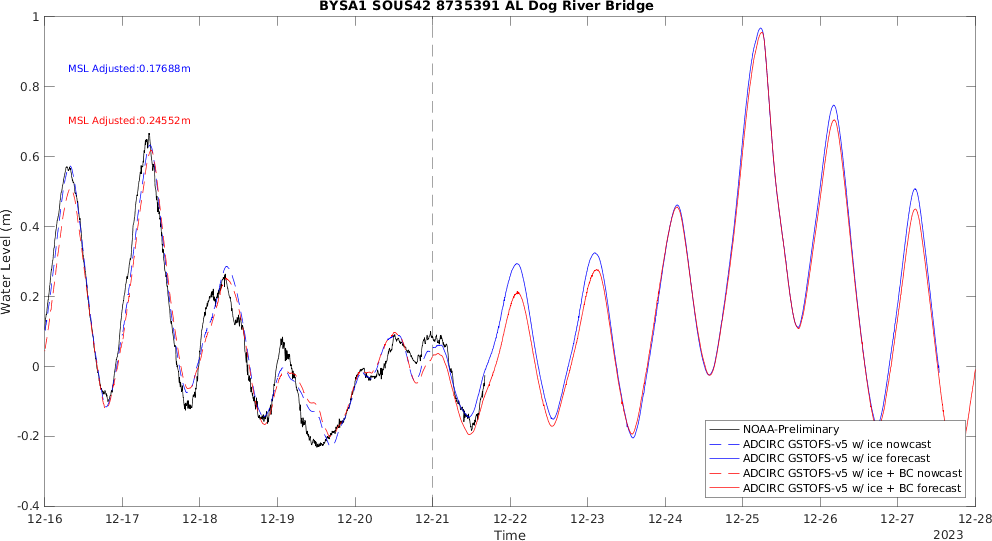 BYSA1 SOUS42 8735391 AL Dog River Bridge
MSL Adjusted:0.17688m
MSL Adjusted:0.24552m
Water Level (m)
1
0.8
0.6
0.4
0.2
0
-0.2
-0.4
NOAA-Preliminary
ADCIRC GSTOFS-v5 w/ ice nowcast
ADCIRC GSTOFS-v5 w/ ice forecast
ADCIRC GSTOFS-v5 w/ ice + BC nowcast
ADCIRC GSTOFS-v5 w/ ice + BC forecast
12-16 12-17 12-18 12-19 12-20 12-21 12-22 12-23 12-24 12-25 12-26 12-27 12-28
Time
2023